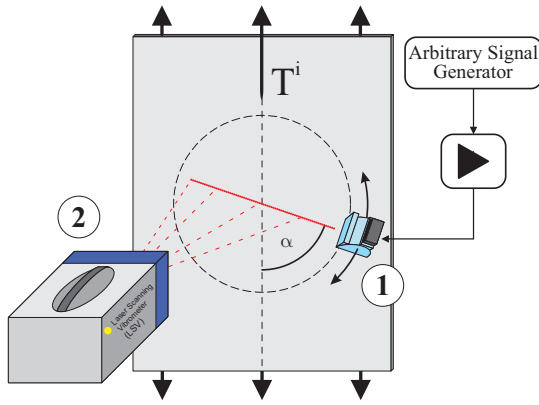 Arbitrary Signal
Generator
T^i
2
α
1
Laser Scanning
Vibrometer
(LSV)